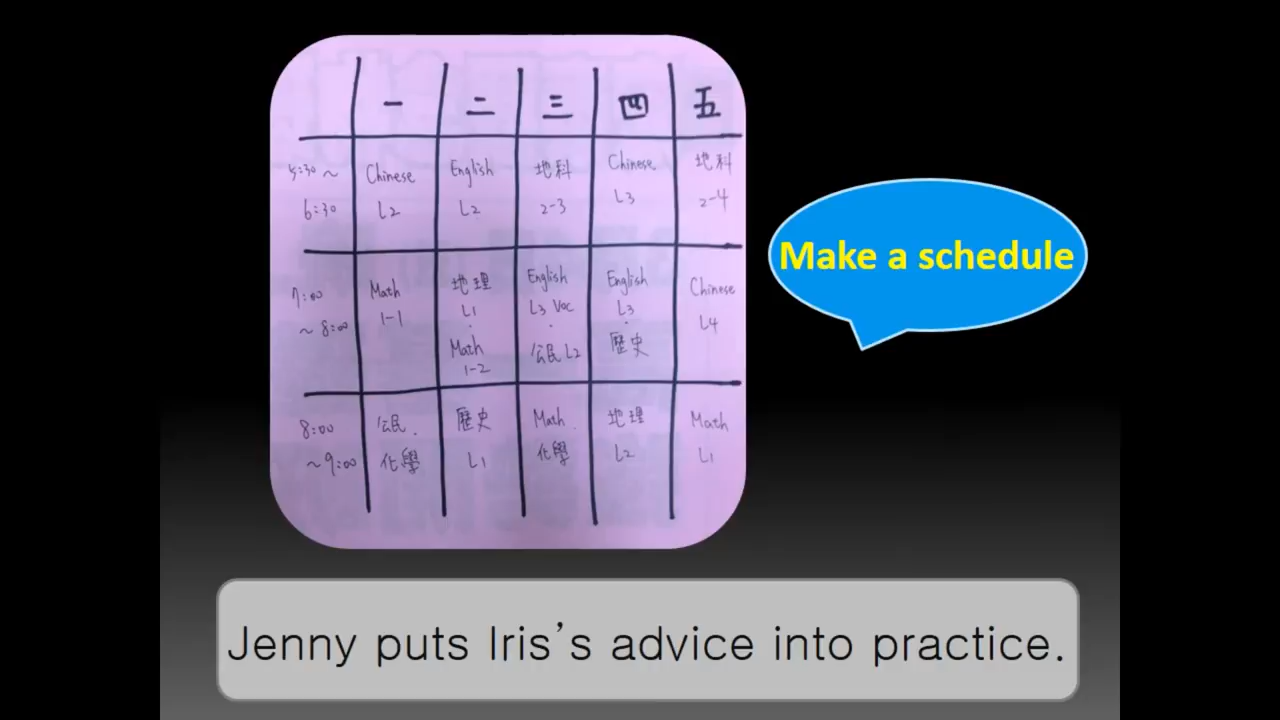 一 二 三 四 五
5:30 ~ Chinese English 地科 Chinese 地科
6:30 L2 L2 2-3 L3 2-4
7:00 Math 地理 English English Chinese
~ 8:00 1-1 L1 L3 Voc L3 L4
Math 公民 L2 歷史
1-2
8:00 公民. 歷史 Math. 地理 Math
~9:00 化學 L1 化學 L2 L1
Make a schedule
Jenny puts Iris's advice into practice.